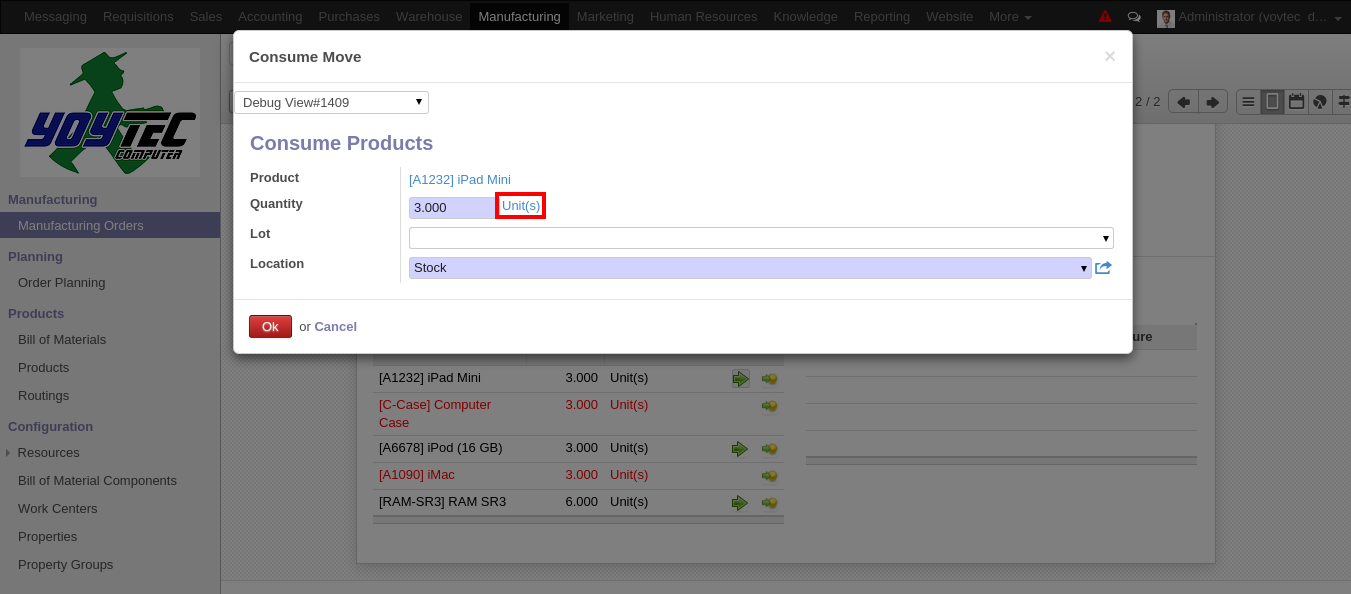 Messaging Requisitions Sales Accounting Purchases Warehouse Manufacturing Marketing Human Resources Knowledge Reporting Website More Administrator (yoytec_d...
YOYTEC
COMPUTER
Manufacturing
Manufacturing Orders
Planning
Order Planning
Products
Bill of Materials
Products
Routings
Configuration
Resources
Bill of Material Components
Work Centers
Properties
Property Groups
Consume Move ×
Debug View#1409
2 / 2
Consume Products
Product [A1232] iPad Mini
Quantity 3.000 Unit(s)
Lot
Location Stock
Ok or Cancel
[A1232] iPad Mini 3.000 Unit(s)
[C-Case] Computer Case 3.000 Unit(s)
[A6678] iPod (16 GB) 3.000 Unit(s)
[A1090] iMac 3.000 Unit(s)
[RAM-SR3] RAM SR3 6.000 Unit(s)